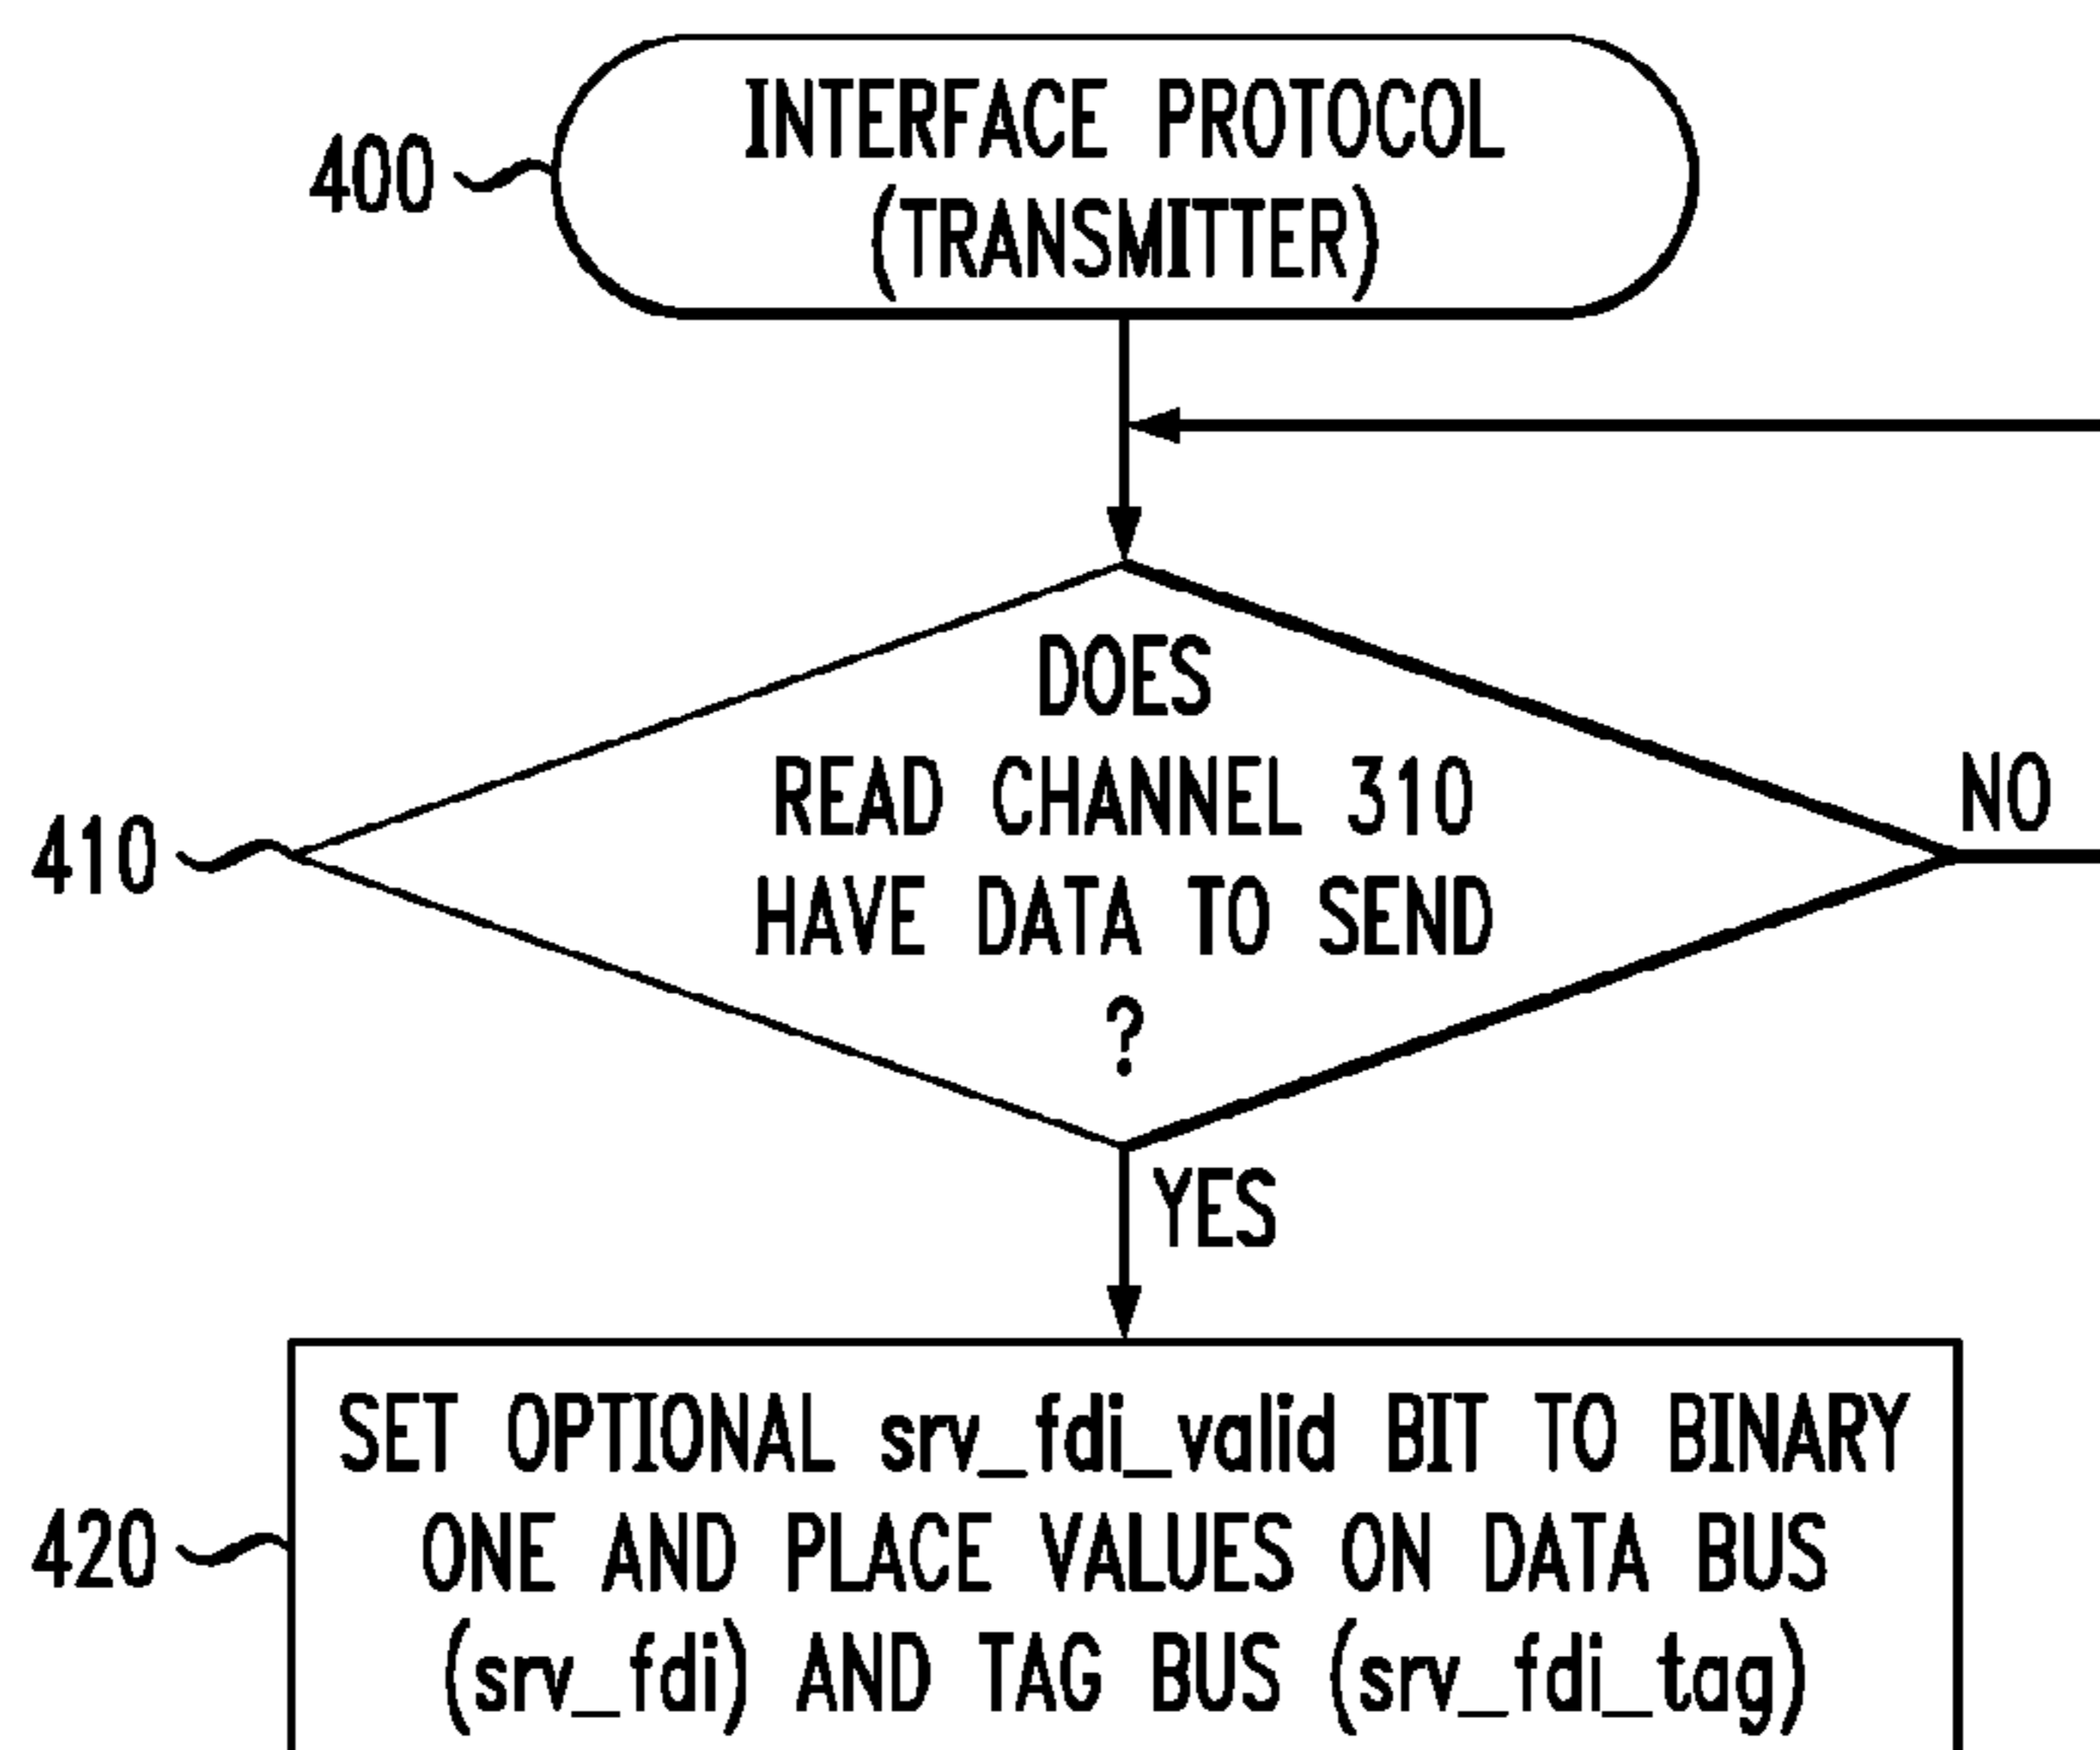 INTERFACE PROTOCOL
(TRANSMITTER)
400
DOES
READ CHANNEL 310
HAVE DATA TO SEND
?
410
NO
YES
SET OPTIONAL srv_fdi_valid BIT TO BINARY
ONE AND PLACE VALUES ON DATA BUS
(srv_fdi) AND TAG BUS (srv_fdi_tag)
420